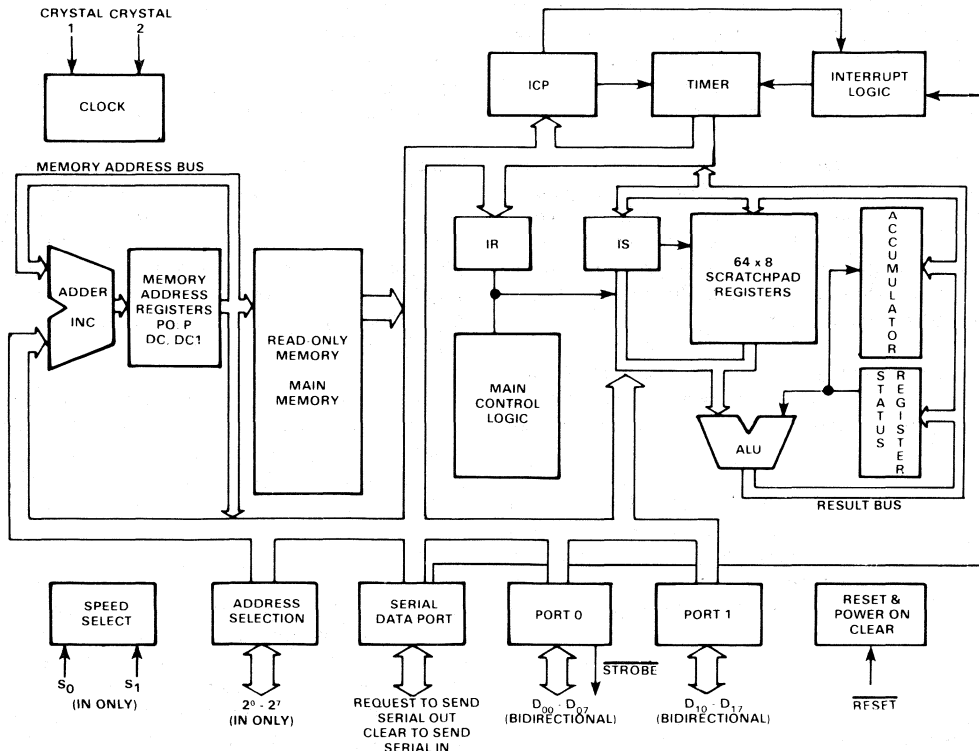 CRYSTAL CRYSTAL
1 2
CLOCK
ICP
TIMER
INTERRUPT
LOGIC
MEMORY ADDRESS BUS
ADDER
INC
MEMORY
ADDRESS
REGISTERS
PO. P
DC, DC1
READ-ONLY
MEMORY
MAIN
MEMORY
IR
IS
64 x 8
SCRATCHPAD
REGISTERS
ACCUMULATOR
MAIN
CONTROL
LOGIC
ALU
STATUS
REGISTER
RESULT BUS
SPEED
SELECT
ADDRESS
SELECTION
SERIAL
DATA PORT
PORT 0
PORT 1
RESET &
POWER ON
CLEAR
S0 S1
(IN ONLY)
2⁰ - 2⁷
(IN ONLY)
REQUEST TO SEND
SERIAL OUT
CLEAR TO SEND
SERIAL IN
STROBE
D00 - D07
(BIDIRECTIONAL)
D10 - D17
(BIDIRECTIONAL)
RESET